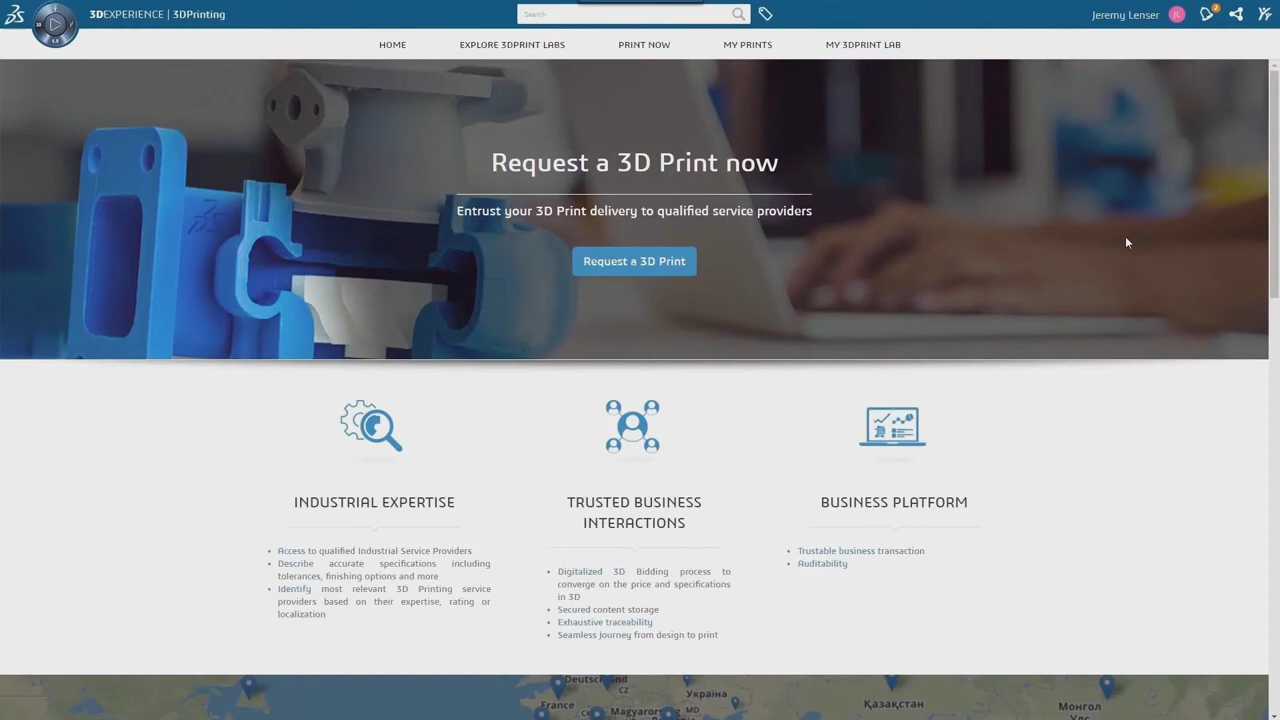 3DEXPERIENCE | 3DPrinting
Search
Jeremy Lenser
JL
2
HOME
EXPLORE 3DPRINT LABS
PRINT NOW
MY PRINTS
MY 3DPRINT LAB
Request a 3D Print now
Entrust your 3D Print delivery to qualified service providers
Request a 3D Print
INDUSTRIAL EXPERTISE
• Access to qualified Industrial Service Providers
• Describe accurate specifications including
tolerances, finishing options and more
• Identify most relevant 3D Printing service
providers based on their expertise, rating or
localization
TRUSTED BUSINESS
INTERACTIONS
• Digitalized 3D Bidding process to
converge on the price and specifications
in 3D
• Secured content storage
• Exhaustive traceability
• Seamless journey from design to print
BUSINESS PLATFORM
• Trustable business transaction
• Auditability
Deutschland
CZ
France
Magyarország
MD
Україна
Қазақстан
Монгол
Улс